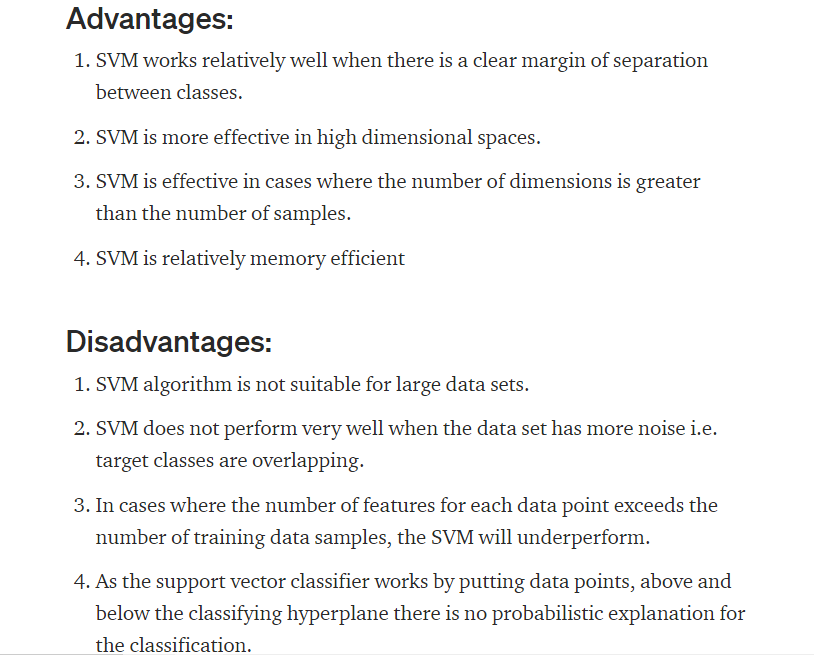 Advantages:
1. SVM works relatively well when there is a clear margin of separation
between classes.
2. SVM is more effective in high dimensional spaces.
3. SVM is effective in cases where the number of dimensions is greater
than the number of samples.
4. SVM is relatively memory efficient
Disadvantages:
1. SVM algorithm is not suitable for large data sets.
2. SVM does not perform very well when the data set has more noise i.e.
target classes are overlapping.
3. In cases where the number of features for each data point exceeds the
number of training data samples, the SVM will underperform.
4. As the support vector classifier works by putting data points, above and
below the classifying hyperplane there is no probabilistic explanation for
the classification.